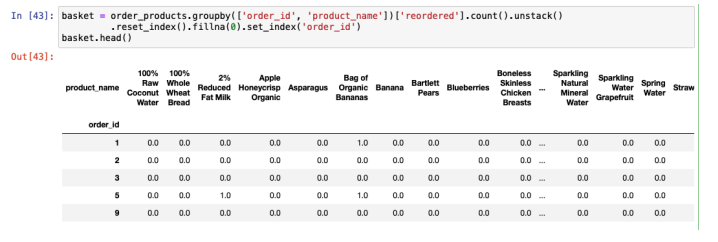 In [43]: basket = order_products.groupby(['order_id', 'product_name'])['reordered'].count().unstack()
.reset_index().fillna(0).set_index('order_id')
basket.head()
Out[43]:
product_name 100% Raw Coconut Water 100% Whole Wheat Bread 2% Reduced Fat Milk Apple Honeycrisp Organic Asparagus Bag of Organic Bananas Banana Bartlett Pears Blueberries Boneless Skinless Chicken Breasts ... Sparkling Natural Mineral Water Sparkling Water Grapefruit Spring Water Straw
order_id
1 0.0 0.0 0.0 0.0 0.0 1.0 0.0 0.0 0.0 0.0 ... 0.0 0.0 0.0
2 0.0 0.0 0.0 0.0 0.0 0.0 0.0 0.0 0.0 0.0 ... 0.0 0.0 0.0
3 0.0 0.0 0.0 0.0 0.0 0.0 0.0 0.0 0.0 0.0 ... 0.0 0.0 0.0
5 0.0 0.0 1.0 0.0 0.0 1.0 0.0 0.0 0.0 0.0 ... 0.0 0.0 0.0
9 0.0 0.0 0.0 0.0 0.0 0.0 0.0 0.0 0.0 0.0 ... 0.0 0.0 0.0